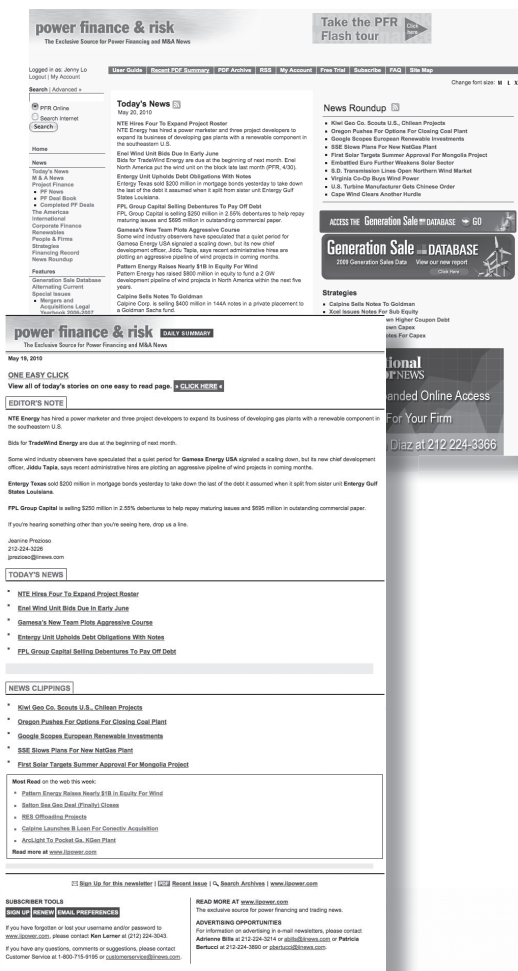 power finance & risk
The Exclusive Source for Power Financing and M&A News
Take the PFR
Flash tour
Click
here
Logged in as: Jenny Lo
Logout | My Account
User Guide | Recent PDF Summary | PDF Archive | RSS | My Account | Free Trial | Subscribe | FAQ | Site Map
Change font size: M L X
Search | Advanced »
PFR Online
Search Internet
Search
Home
News
Today's News
M & A News
Project Finance
PF News
PF Deal Book
Completed PF Deals
The Americas
International
Corporate Finance
Renewables
People & Firms
Strategies
Financing Record
News Roundup
Features
Generation Sale Database
Alternating Current
Special Issues
Mergers and
Acquisitions Legal
Yearbook 2006-2007
Today's News
May 20, 2010
NTE Hires Four To Expand Project Roster
NTE Energy has hired a power marketer and three project developers to
expand its business of developing gas plants with a renewable component in
the southeastern U.S.
Enel Wind Unit Bids Due In Early June
Bids for TradeWind Energy are due at the beginning of next month. Enel
North America put the wind unit on the block late last month (PFR, 4/30).
Entergy Unit Upholds Debt Obligations With Notes
Entergy Texas sold $200 million in mortgage bonds yesterday to take down
the last of the debt it assumed when it split from sister unit Entergy Gulf
States Louisiana.
FPL Group Capital Selling Debentures To Pay Off Debt
FPL Group Capital is selling $250 million in 2.55% debentures to help repay
maturing issues and $695 million in outstanding commercial paper.
Gamesa's New Team Plots Aggressive Course
Some wind industry observers have speculated that a quiet period for
Gamesa Energy USA signaled a scaling down, but its new chief
development officer, Jiddu Tapia, says recent administrative hires are
plotting an aggressive pipeline of wind projects in coming months.
Pattern Energy Raises Nearly $1B In Equity For Wind
Pattern Energy has raised $800 million in equity to fund a 2 GW
development pipeline of wind projects in North America within the next five
years.
Calpine Sells Notes To Goldman
Calpine Corp. is selling $400 million in 144A notes in a private placement to
a Goldman Sachs fund.
News Roundup
Kiwi Geo Co. Scouts U.S., Chilean Projects
Oregon Pushes For Options For Closing Coal Plant
Google Scopes European Renewable Investments
SSE Slows Plans For New NatGas Plant
First Solar Targets Summer Approval For Mongolia Project
Embattled Euro Further Weakens Solar Sector
S.D. Transmission Lines Open Northern Wind Market
Virginia Co-Op Buys Wind Power
U.S. Turbine Manufacturer Gets Chinese Order
Cape Wind Clears Another Hurdle
ACCESS THE Generation Sale DATABASE GO
Generation Sale DATABASE
2009 Generation Sales Data View our new report
Click Here
Strategies
Calpine Sells Notes To Goldman
Xcel Issues Notes For Sub Equity
wn Higher Coupon Debt
own Capex
otes For Capex
tional
orNEWS
anded Online Access
For Your Firm
Diaz at 212 224-3366
power finance & risk DAILY SUMMARY
The Exclusive Source for Power Financing and M&A News
May 19, 2010
ONE EASY CLICK
View all of today's stories on one easy to read page. » CLICK HERE «
EDITOR'S NOTE
NTE Energy has hired a power marketer and three project developers to expand its business of developing gas plants with a renewable component in
the southeastern U.S.
Bids for TradeWind Energy are due at the beginning of next month.
Some wind industry observers have speculated that a quiet period for Gamesa Energy USA signaled a scaling down, but its new chief development
officer, Jiddu Tapia, says recent administrative hires are plotting an aggressive pipeline of wind projects in coming months.
Entergy Texas sold $200 million in mortgage bonds yesterday to take down the last of the debt it assumed when it split from sister unit Entergy Gulf
States Louisiana.
FPL Group Capital is selling $250 million in 2.55% debentures to help repay maturing issues and $695 million in outstanding commercial paper.
If you're hearing something other than you're seeing here, drop us a line.
Jeanine Prezioso
212-224-3226
jprezioso@iinews.com
TODAY'S NEWS
NTE Hires Four To Expand Project Roster
Enel Wind Unit Bids Due In Early June
Gamesa's New Team Plots Aggressive Course
Entergy Unit Upholds Debt Obligations With Notes
FPL Group Capital Selling Debentures To Pay Off Debt
NEWS CLIPPINGS
Kiwi Geo Co. Scouts U.S., Chilean Projects
Oregon Pushes For Options For Closing Coal Plant
Google Scopes European Renewable Investments
SSE Slows Plans For New NatGas Plant
First Solar Targets Summer Approval For Mongolia Project
Most Read on the web this week:
Pattern Energy Raises Nearly $1B In Equity For Wind
Salton Sea Geo Deal (Finally) Closes
RES Offloading Projects
Calpine Launches B Loan For Conectiv Acquisition
ArcLight To Pocket Ga. KGen Plant
Read more at www.iipower.com
Sign Up for this newsletter | PDF Recent Issue | Search Archives | www.iipower.com
SUBSCRIBER TOOLS
SIGN UP RENEW EMAIL PREFERENCES
If you have forgotten or lost your username and/or password to
www.iipower.com, please contact Ken Lerner at (212) 224-3043.
If you have any questions, comments or suggestions, please contact
Customer Service at 1-800-715-9195 or customerservice@iinews.com.
READ MORE AT www.iipower.com
The exclusive source for power financing and trading news.
ADVERTISING OPPORTUNITIES
For information on advertising in e-mail newsletters, please contact
Adrienne Bills at 212-224-3214 or abills@iinews.com or Patricia
Bertucci at 212-224-3890 or pbertucci@iinews.com.